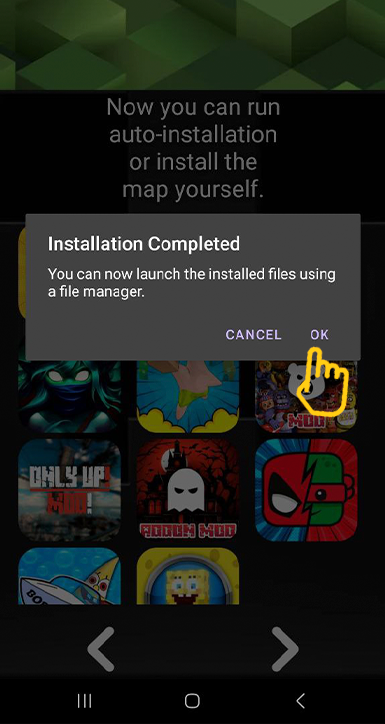 Now you can run
auto-installation
or install the
map yourself.
Installation Completed
You can now launch the installed files using
a file manager.
CANCEL OK
MOD
ONLY UP
MOD!
MOD
BO